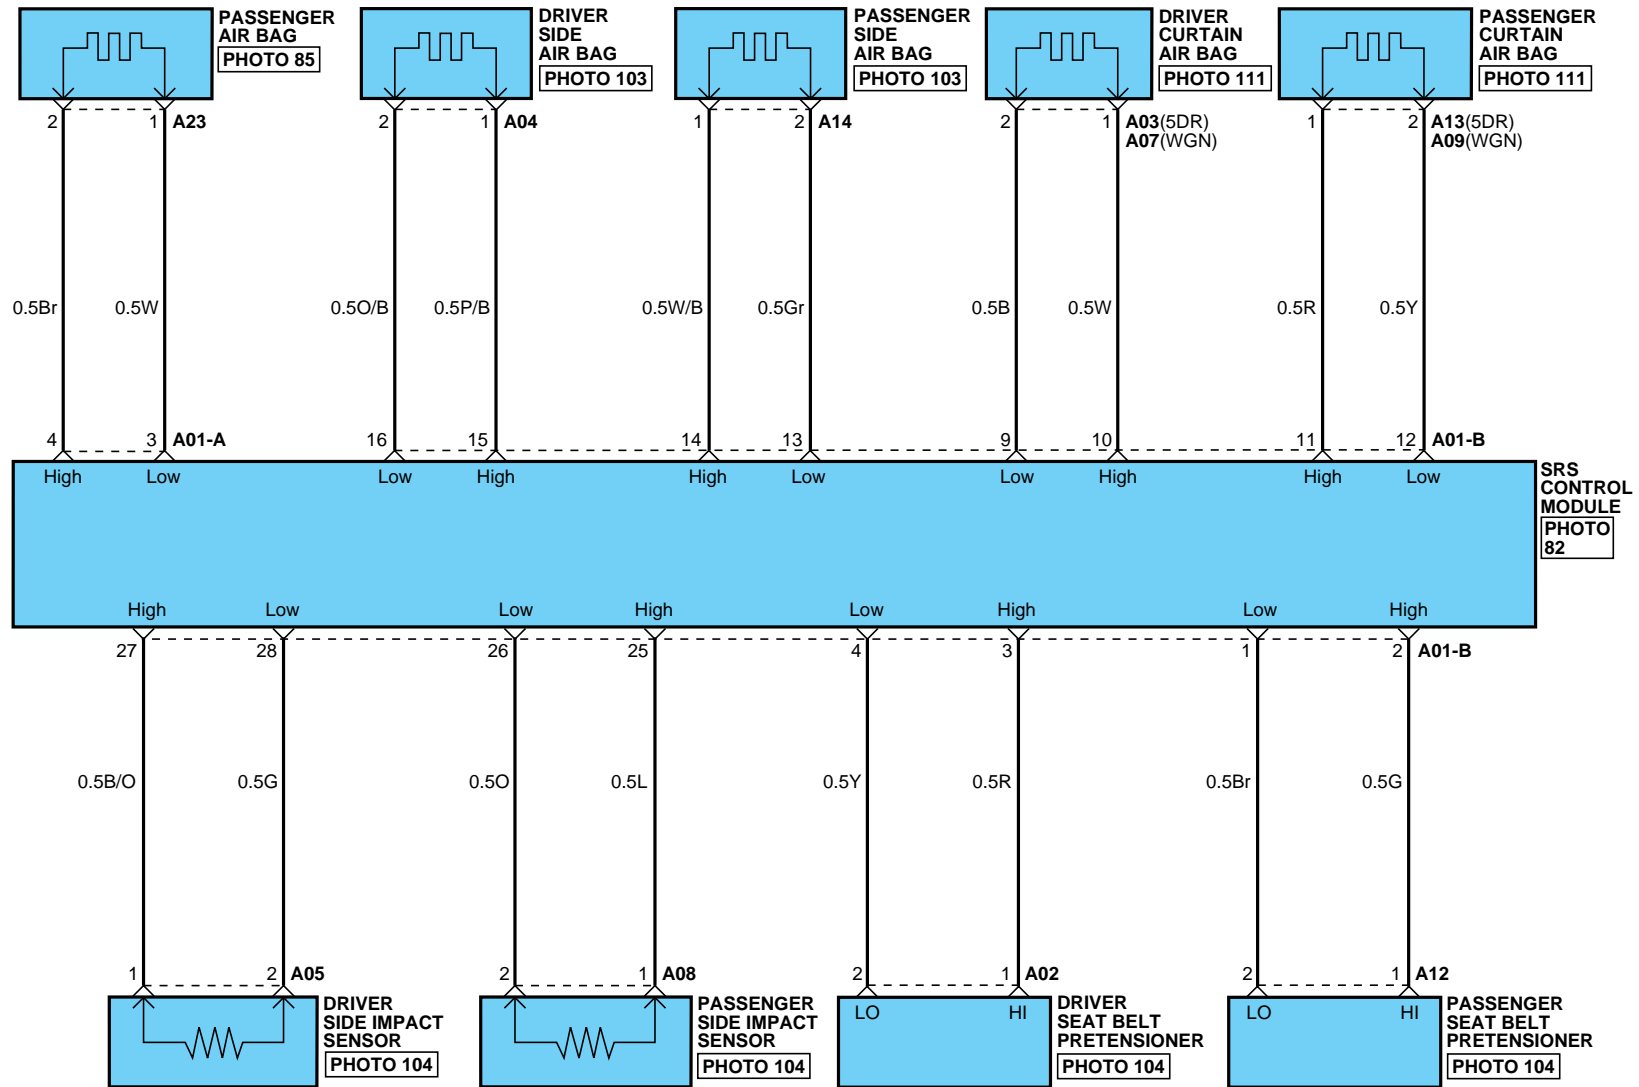 PASSENGER
AIR BAG
PHOTO 85
DRIVER
SIDE
AIR BAG
PHOTO 103
PASSENGER
SIDE
AIR BAG
PHOTO 103
DRIVER
CURTAIN
AIR BAG
PHOTO 111
PASSENGER
CURTAIN
AIR BAG
PHOTO 111
2 1 A23
2 1 A04
1 2 A14
2 1 A03(5DR)
A07(WGN)
1 2 A13(5DR)
A09(WGN)
0.5Br 0.5W 0.5O/B 0.5P/B 0.5W/B 0.5Gr 0.5B 0.5W 0.5R 0.5Y
4 3 A01-A 16 15 14 13 9 10 11 12 A01-B
High Low Low High High Low Low High High Low
SRS
CONTROL
MODULE
PHOTO
82
High Low Low High Low High Low High
27 28 26 25 4 3 1 2 A01-B
0.5B/O 0.5G 0.5O 0.5L 0.5Y 0.5R 0.5Br 0.5G
1 2 A05 2 1 A08 2 1 A02 2 1 A12
DRIVER
SIDE IMPACT
SENSOR
PHOTO 104
PASSENGER
SIDE IMPACT
SENSOR
PHOTO 104
LO HI
DRIVER
SEAT BELT
PRETENSIONER
PHOTO 104
LO HI
PASSENGER
SEAT BELT
PRETENSIONER
PHOTO 104